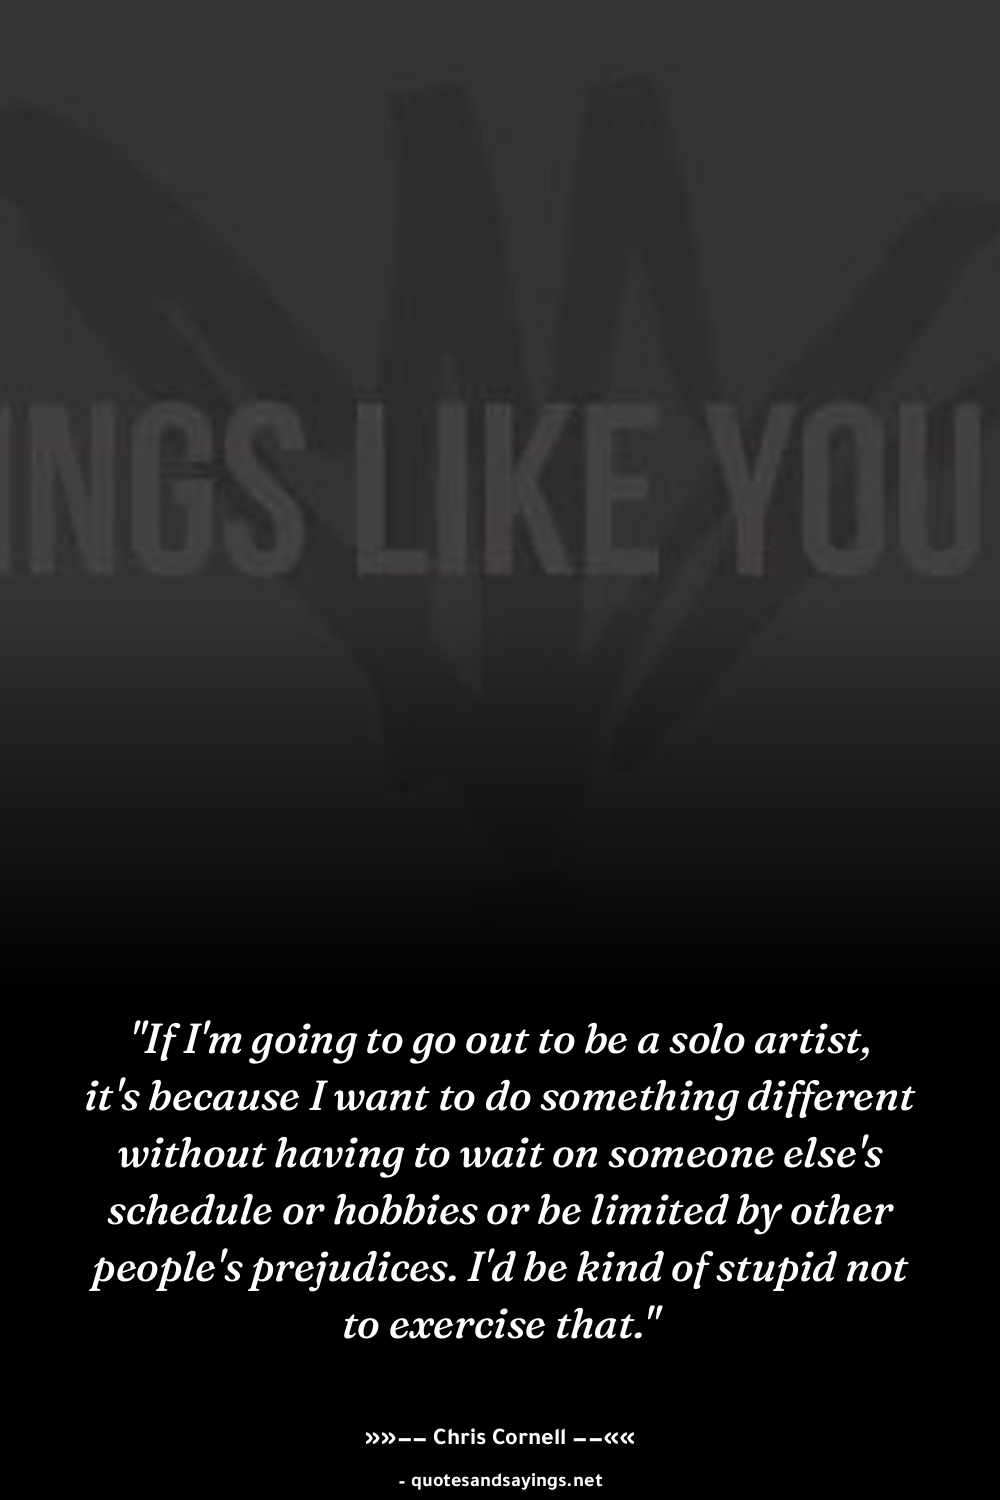 INGS LIKE YOU
"If I'm going to go out to be a solo artist,
it's because I want to do something different
without having to wait on someone else's
schedule or hobbies or be limited by other
people's prejudices. I'd be kind of stupid not
to exercise that."
»»−− Chris Cornell −−««
- quotesandsayings.net